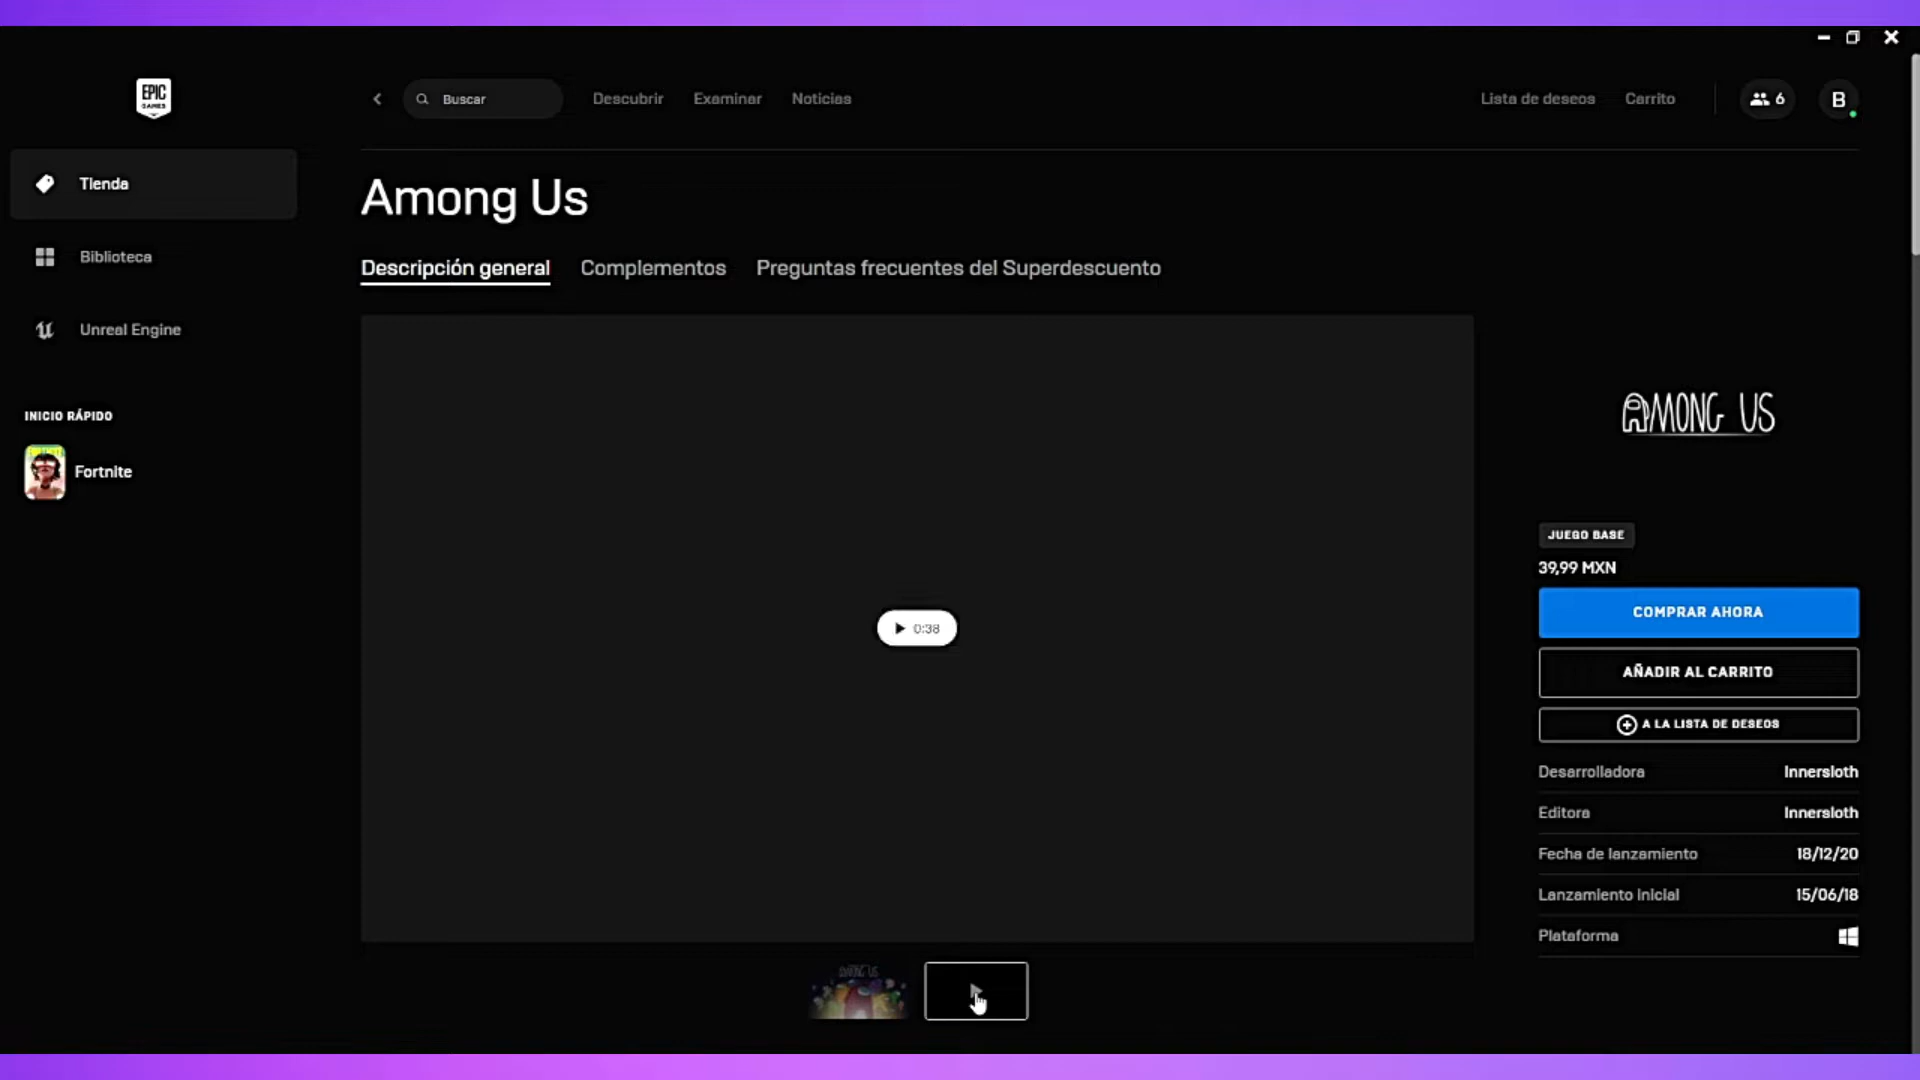 EPIC
GAMES
Buscar
Descubrir
Examinar
Noticias
Lista de deseos
Carrito
6
B
Tienda
Biblioteca
Unreal Engine
INICIO RÁPIDO
Fortnite
Among Us
Descripción general
Complementos
Preguntas frecuentes del Superdescuento
0:38
AMONG US
JUEGO BASE
39,99 MXN
COMPRAR AHORA
AÑADIR AL CARRITO
A LA LISTA DE DESEOS
Desarrolladora Innersloth
Editora Innersloth
Fecha de lanzamiento 18/12/20
Lanzamiento inicial 15/06/18
Plataforma
AMONG US